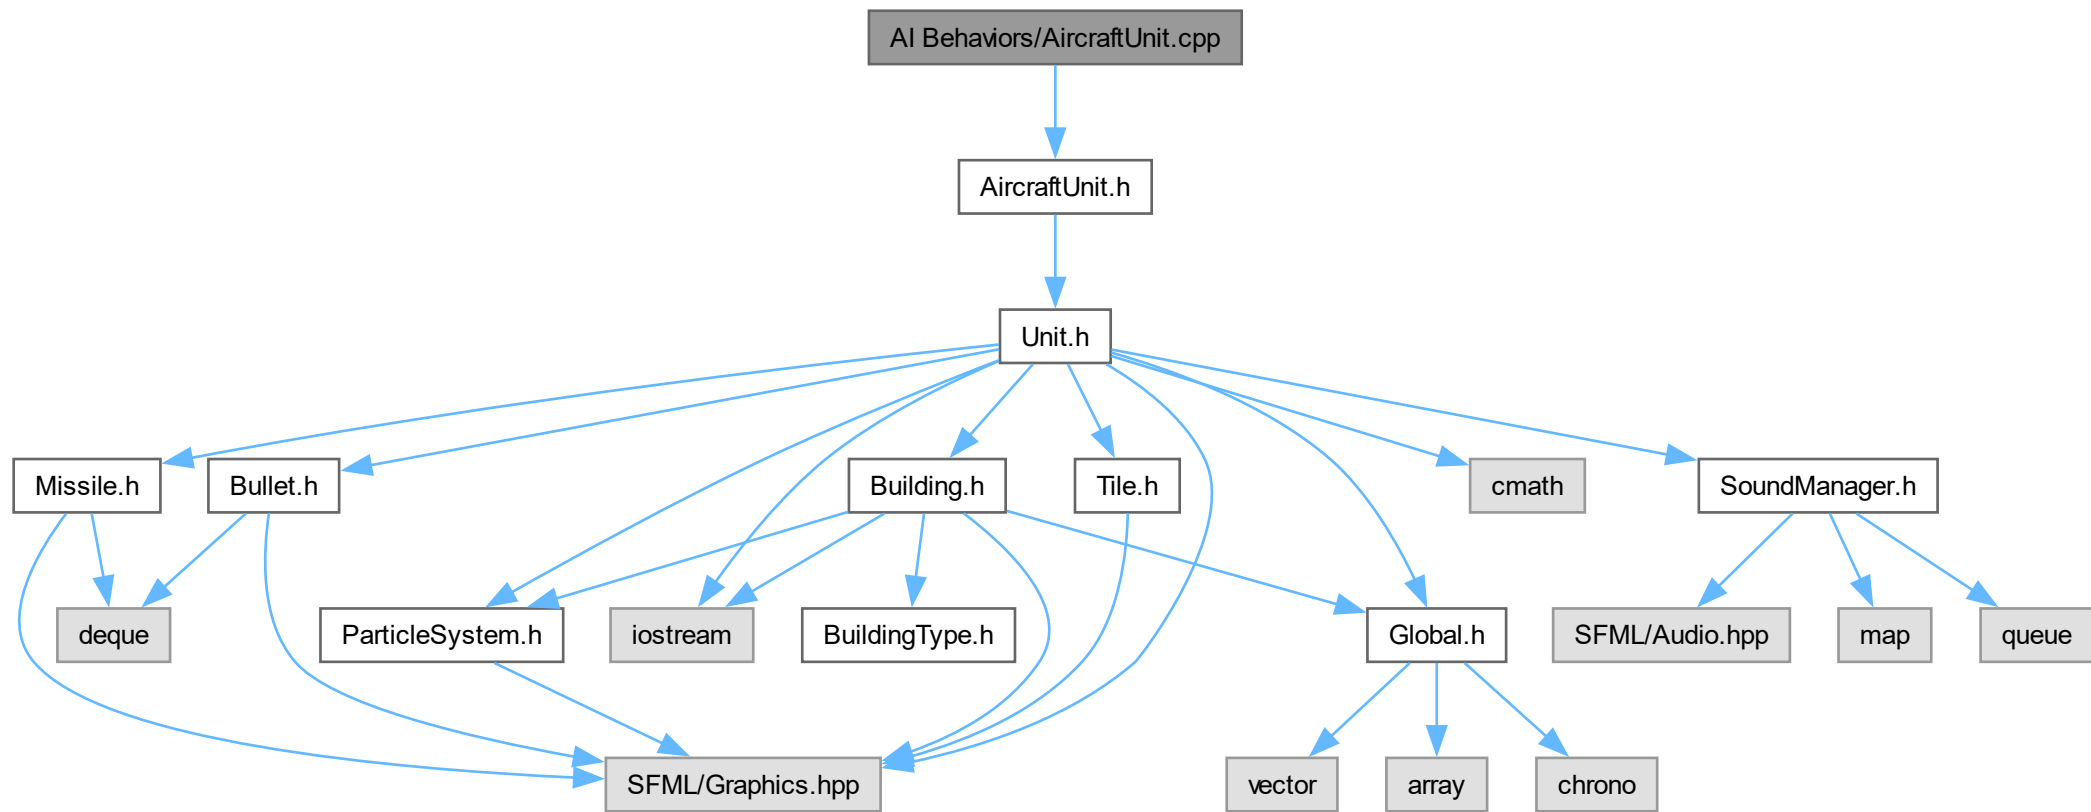 AI Behaviors/AircraftUnit.cpp
AircraftUnit.h
Unit.h
Missile.h
Bullet.h
Building.h
Tile.h
cmath
SoundManager.h
deque
ParticleSystem.h
iostream
BuildingType.h
Global.h
SFML/Audio.hpp
map
queue
SFML/Graphics.hpp
vector
array
chrono